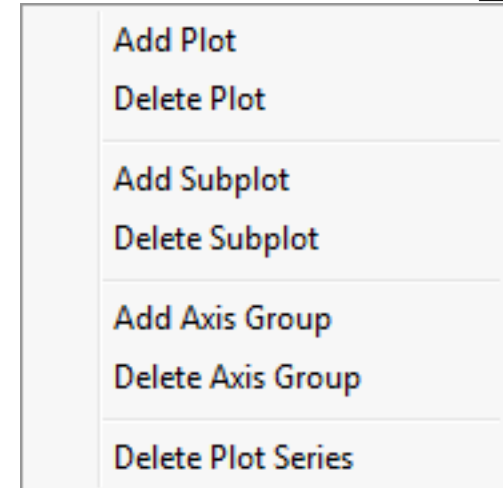 Add Plot
Delete Plot
Add Subplot
Delete Subplot
Add Axis Group
Delete Axis Group
Delete Plot Series